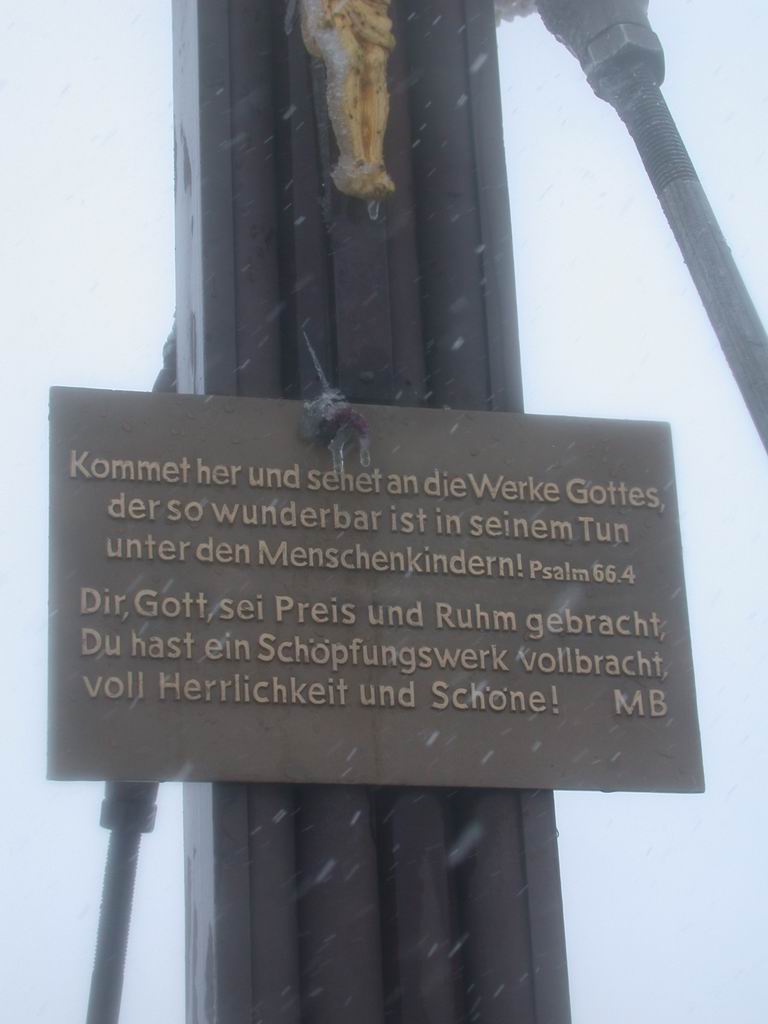 Kommet her und sehet an die Werke Gottes,
der so wunderbar ist in seinem Tun
unter den Menschenkindern! Psalm 66.4
Dir, Gott, sei Preis und Ruhm gebracht,
Du hast ein Schöpfungswerk vollbracht,
voll Herrlichkeit und Schöne! MB